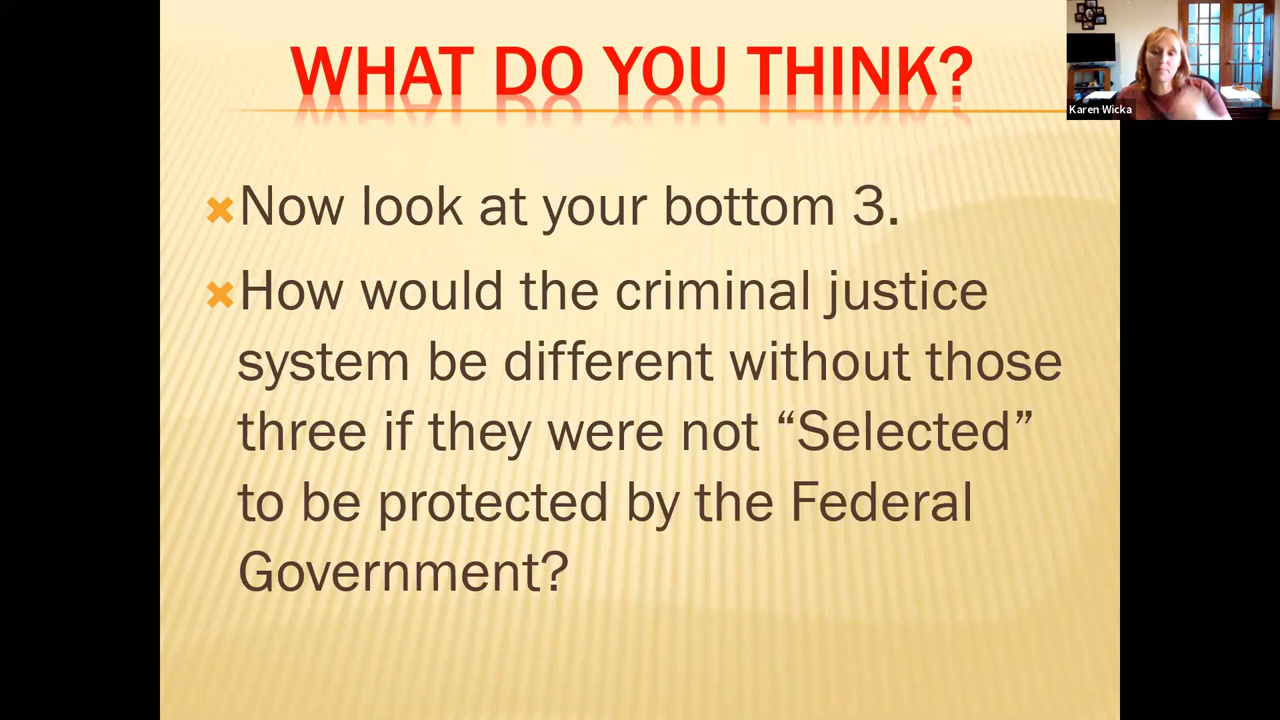 WHAT DO YOU THINK?
Karen Wicka
Now look at your bottom 3.
How would the criminal justice
system be different without those
three if they were not “Selected”
to be protected by the Federal
Government?